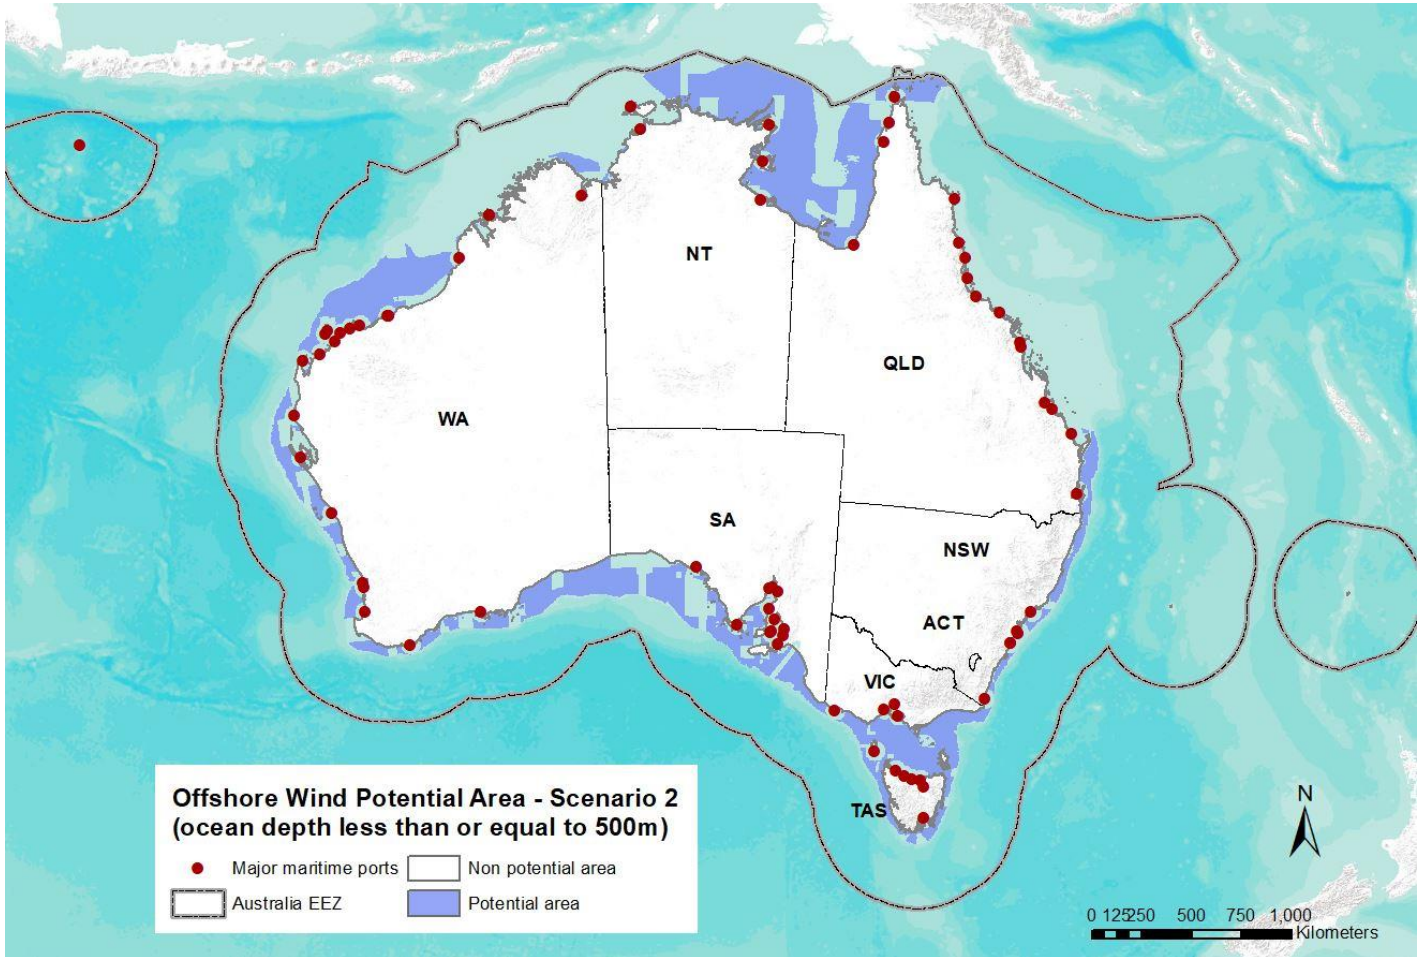 NT
QLD
WA
SA
NSW
ACT
VIC
TAS
Offshore Wind Potential Area - Scenario 2
(ocean depth less than or equal to 500m)
Major maritime ports
Non potential area
Australia EEZ
Potential area
N
0 125250 500 750 1,000
Kilometers